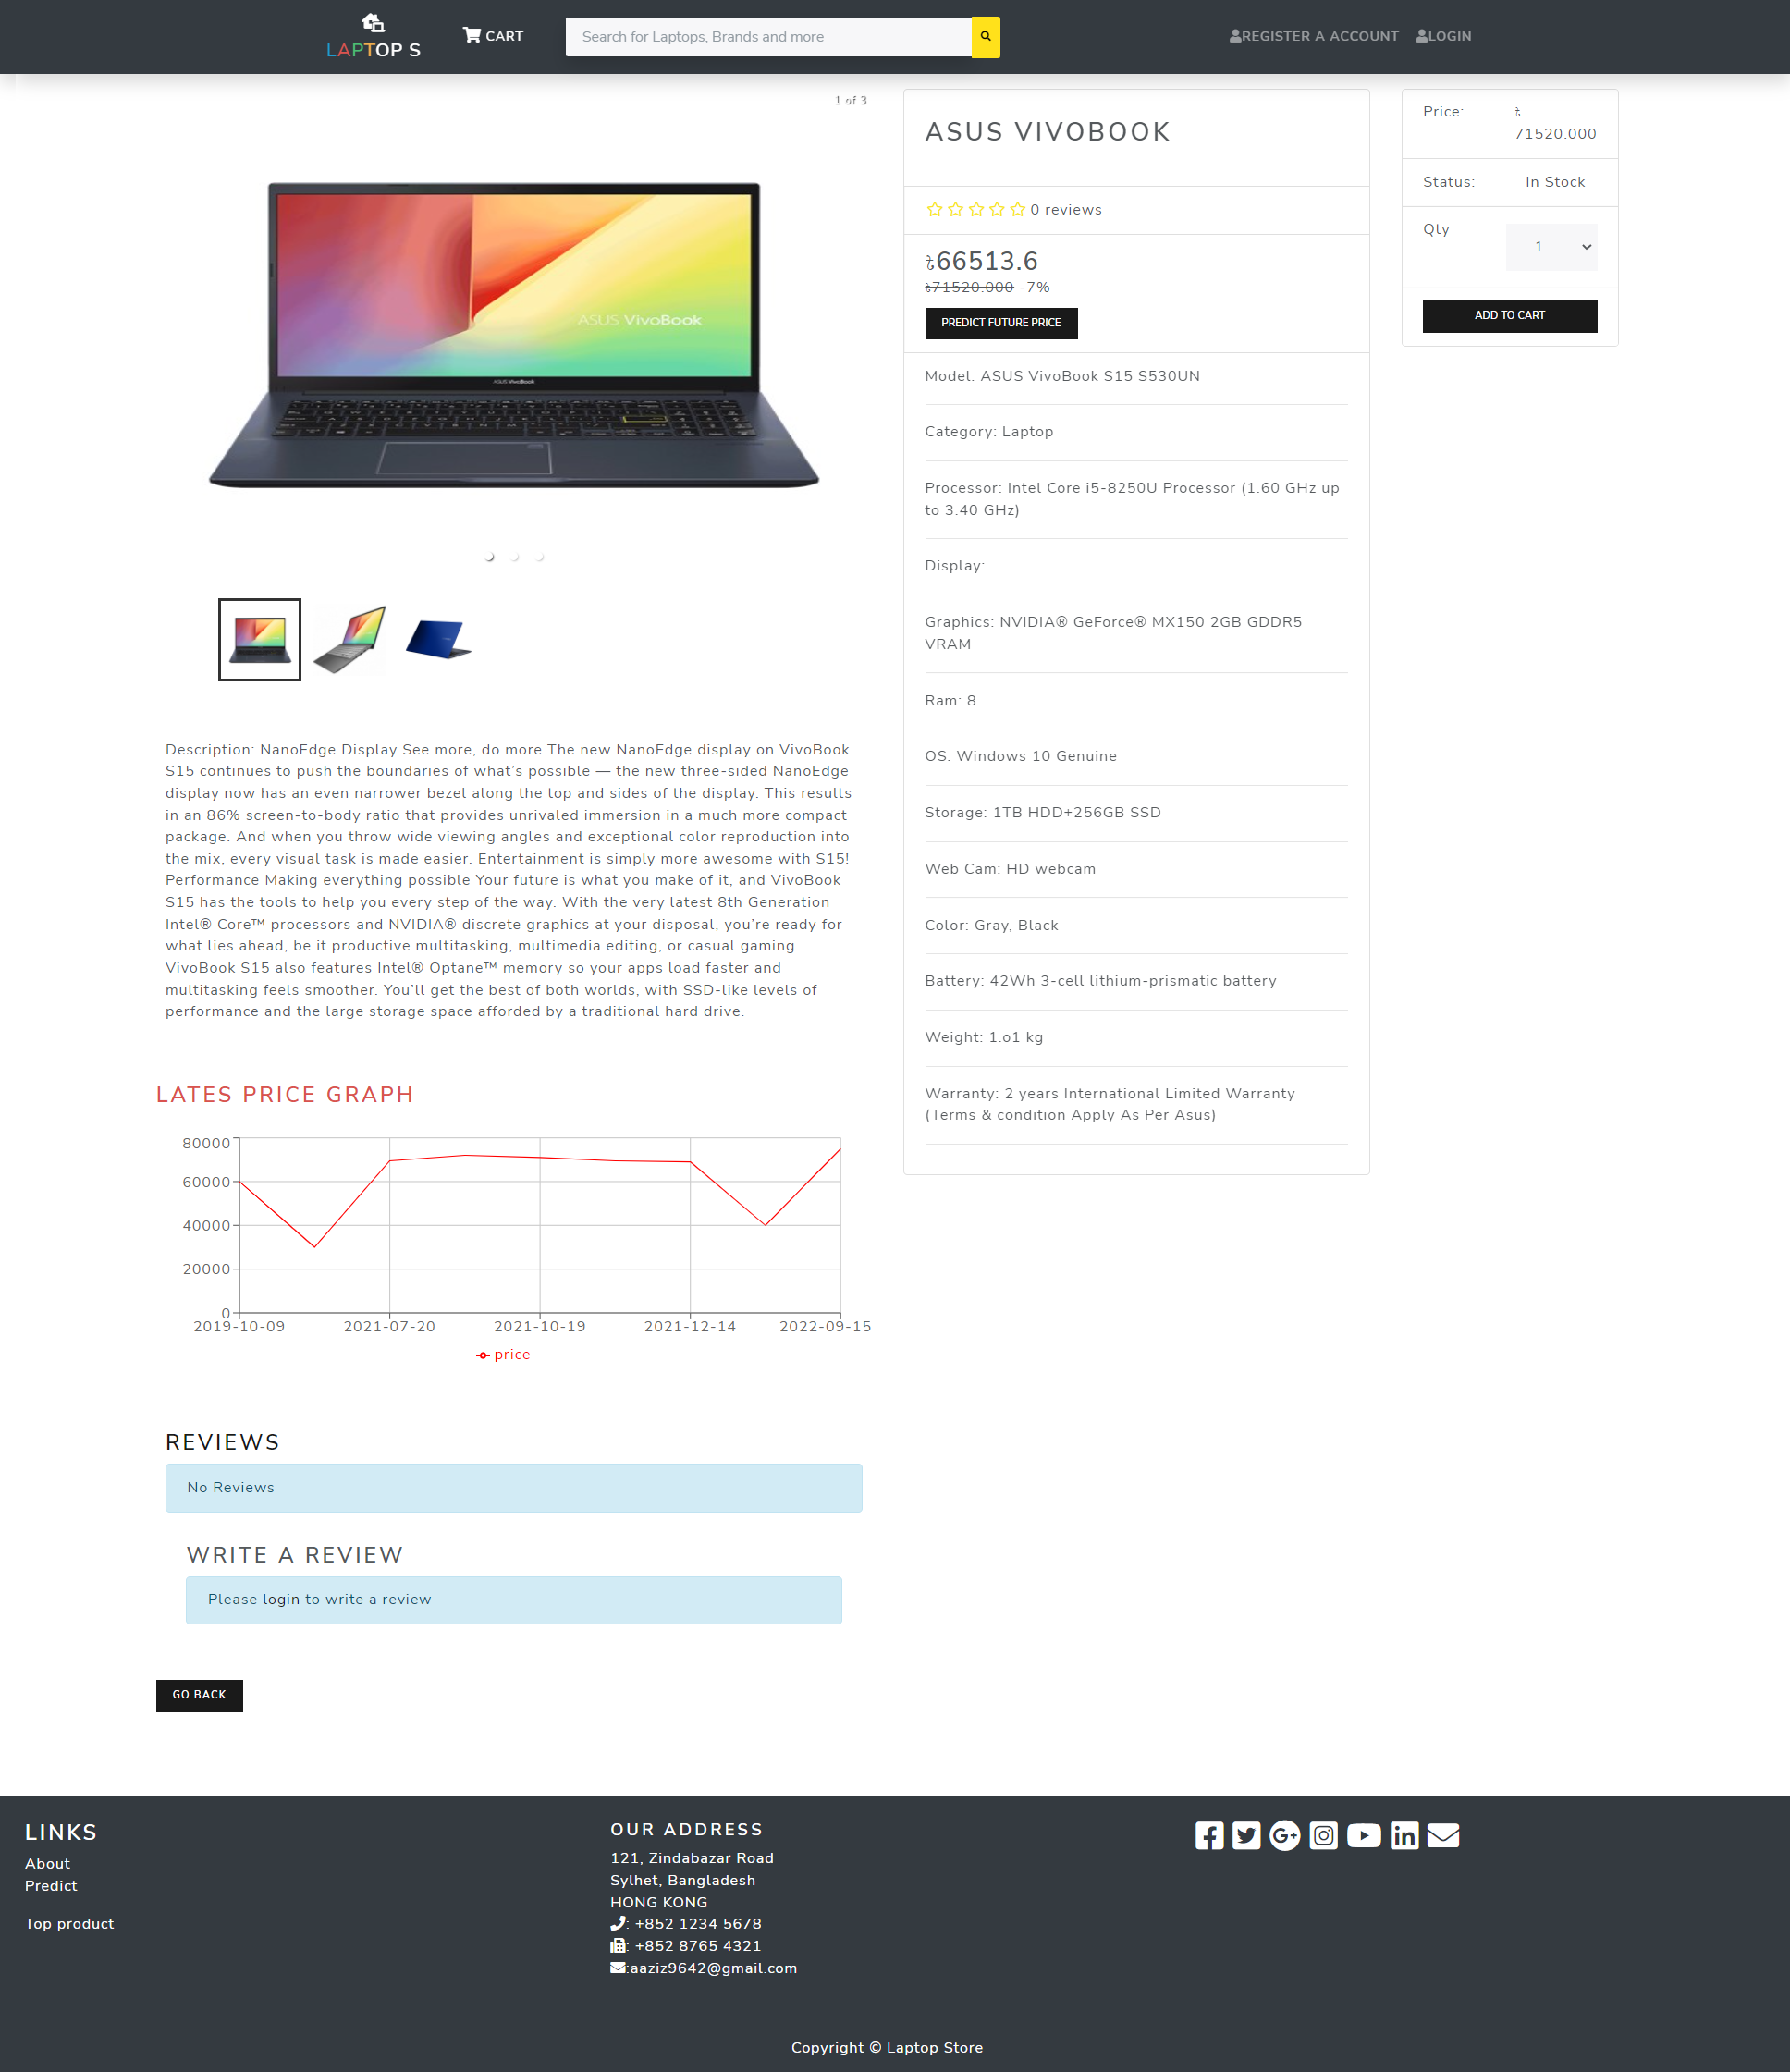 LAPTOP S
CART
Search for Laptops, Brands and more
REGISTER A ACCOUNT
LOGIN
1 of 3
ASUS VivoBook
ASUS VivoBook
ASUS VIVOBOOK
0 reviews
৳66513.6
৳71520.000 -7%
PREDICT FUTURE PRICE
Model: ASUS VivoBook S15 S530UN
Category: Laptop
Processor: Intel Core i5-8250U Processor (1.60 GHz up
to 3.40 GHz)
Display:
Graphics: NVIDIA® GeForce® MX150 2GB GDDR5
VRAM
Ram: 8
OS: Windows 10 Genuine
Storage: 1TB HDD+256GB SSD
Web Cam: HD webcam
Color: Gray, Black
Battery: 42Wh 3-cell lithium-prismatic battery
Weight: 1.o1 kg
Warranty: 2 years International Limited Warranty
(Terms & condition Apply As Per Asus)
Price: ৳
71520.000
Status: In Stock
Qty 1
ADD TO CART
Description: NanoEdge Display See more, do more The new NanoEdge display on VivoBook
S15 continues to push the boundaries of what’s possible — the new three-sided NanoEdge
display now has an even narrower bezel along the top and sides of the display. This results
in an 86% screen-to-body ratio that provides unrivaled immersion in a much more compact
package. And when you throw wide viewing angles and exceptional color reproduction into
the mix, every visual task is made easier. Entertainment is simply more awesome with S15!
Performance Making everything possible Your future is what you make of it, and VivoBook
S15 has the tools to help you every step of the way. With the very latest 8th Generation
Intel® Core™ processors and NVIDIA® discrete graphics at your disposal, you’re ready for
what lies ahead, be it productive multitasking, multimedia editing, or casual gaming.
VivoBook S15 also features Intel® Optane™ memory so your apps load faster and
multitasking feels smoother. You’ll get the best of both worlds, with SSD-like levels of
performance and the large storage space afforded by a traditional hard drive.
LATES PRICE GRAPH
80000
60000
40000
20000
0
2019-10-09 2021-07-20 2021-10-19 2021-12-14 2022-09-15
price
REVIEWS
No Reviews
WRITE A REVIEW
Please login to write a review
GO BACK
LINKS
About
Predict
Top product
OUR ADDRESS
121, Zindabazar Road
Sylhet, Bangladesh
HONG KONG
: +852 1234 5678
: +852 8765 4321
:aaziz9642@gmail.com
Copyright © Laptop Store